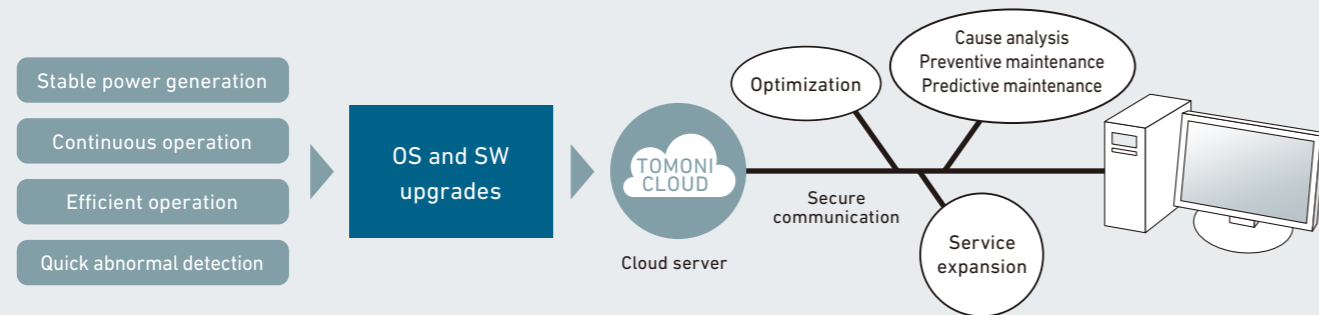 Stable power generation
Continuous operation
Efficient operation
Quick abnormal detection
OS and SW
upgrades
TOMONI
CLOUD
Cloud server
Secure
communication
Optimization
Cause analysis
Preventive maintenance
Predictive maintenance
Service
expansion